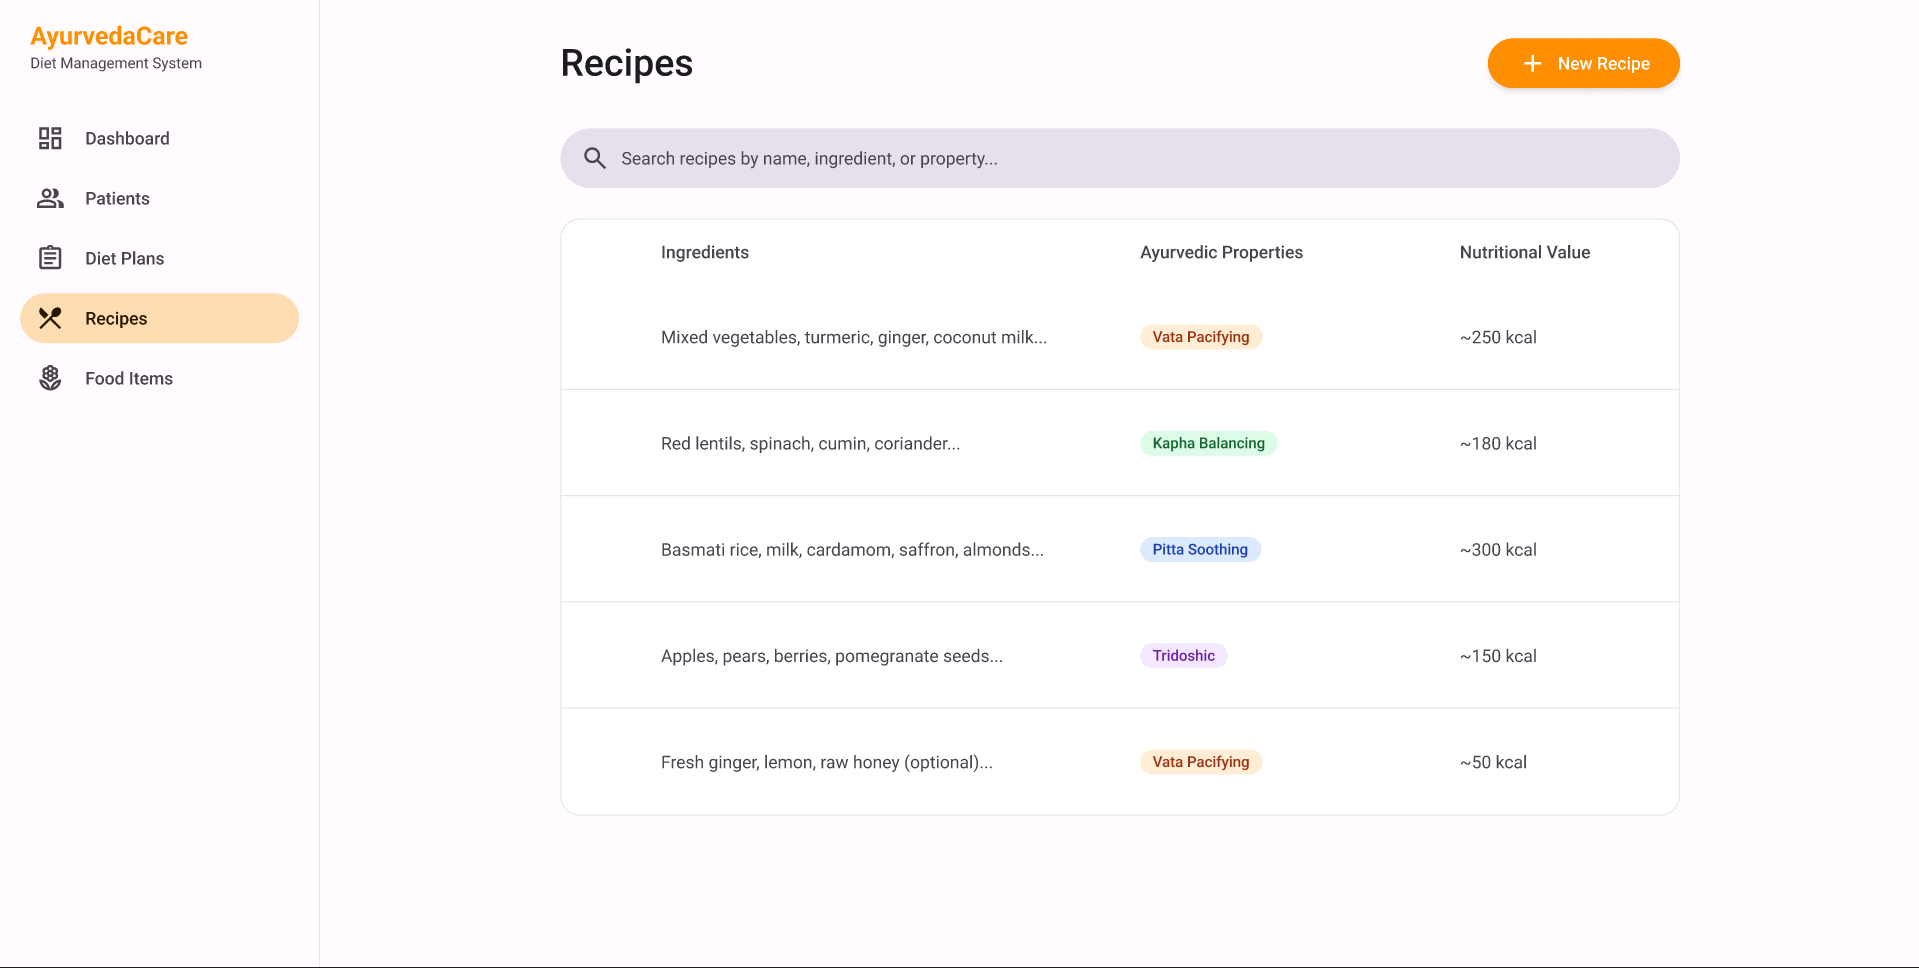 AyurvedaCare
Diet Management System
Dashboard
Patients
Diet Plans
Recipes
Food Items
Recipes
New Recipe
Search recipes by name, ingredient, or property...
Ingredients Ayurvedic Properties Nutritional Value
Mixed vegetables, turmeric, ginger, coconut milk... Vata Pacifying ~250 kcal
Red lentils, spinach, cumin, coriander... Kapha Balancing ~180 kcal
Basmati rice, milk, cardamom, saffron, almonds... Pitta Soothing ~300 kcal
Apples, pears, berries, pomegranate seeds... Tridoshic ~150 kcal
Fresh ginger, lemon, raw honey (optional)... Vata Pacifying ~50 kcal